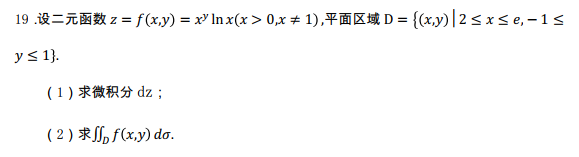 19 .设二元函数 z = f(x,y) = x^y ln x(x > 0,x ≠ 1),平面区域 D = {(x,y)|2 ≤ x ≤ e, − 1 ≤
y ≤ 1}.
（1）求微积分 dz；
（2）求∬_D f(x,y) dσ.